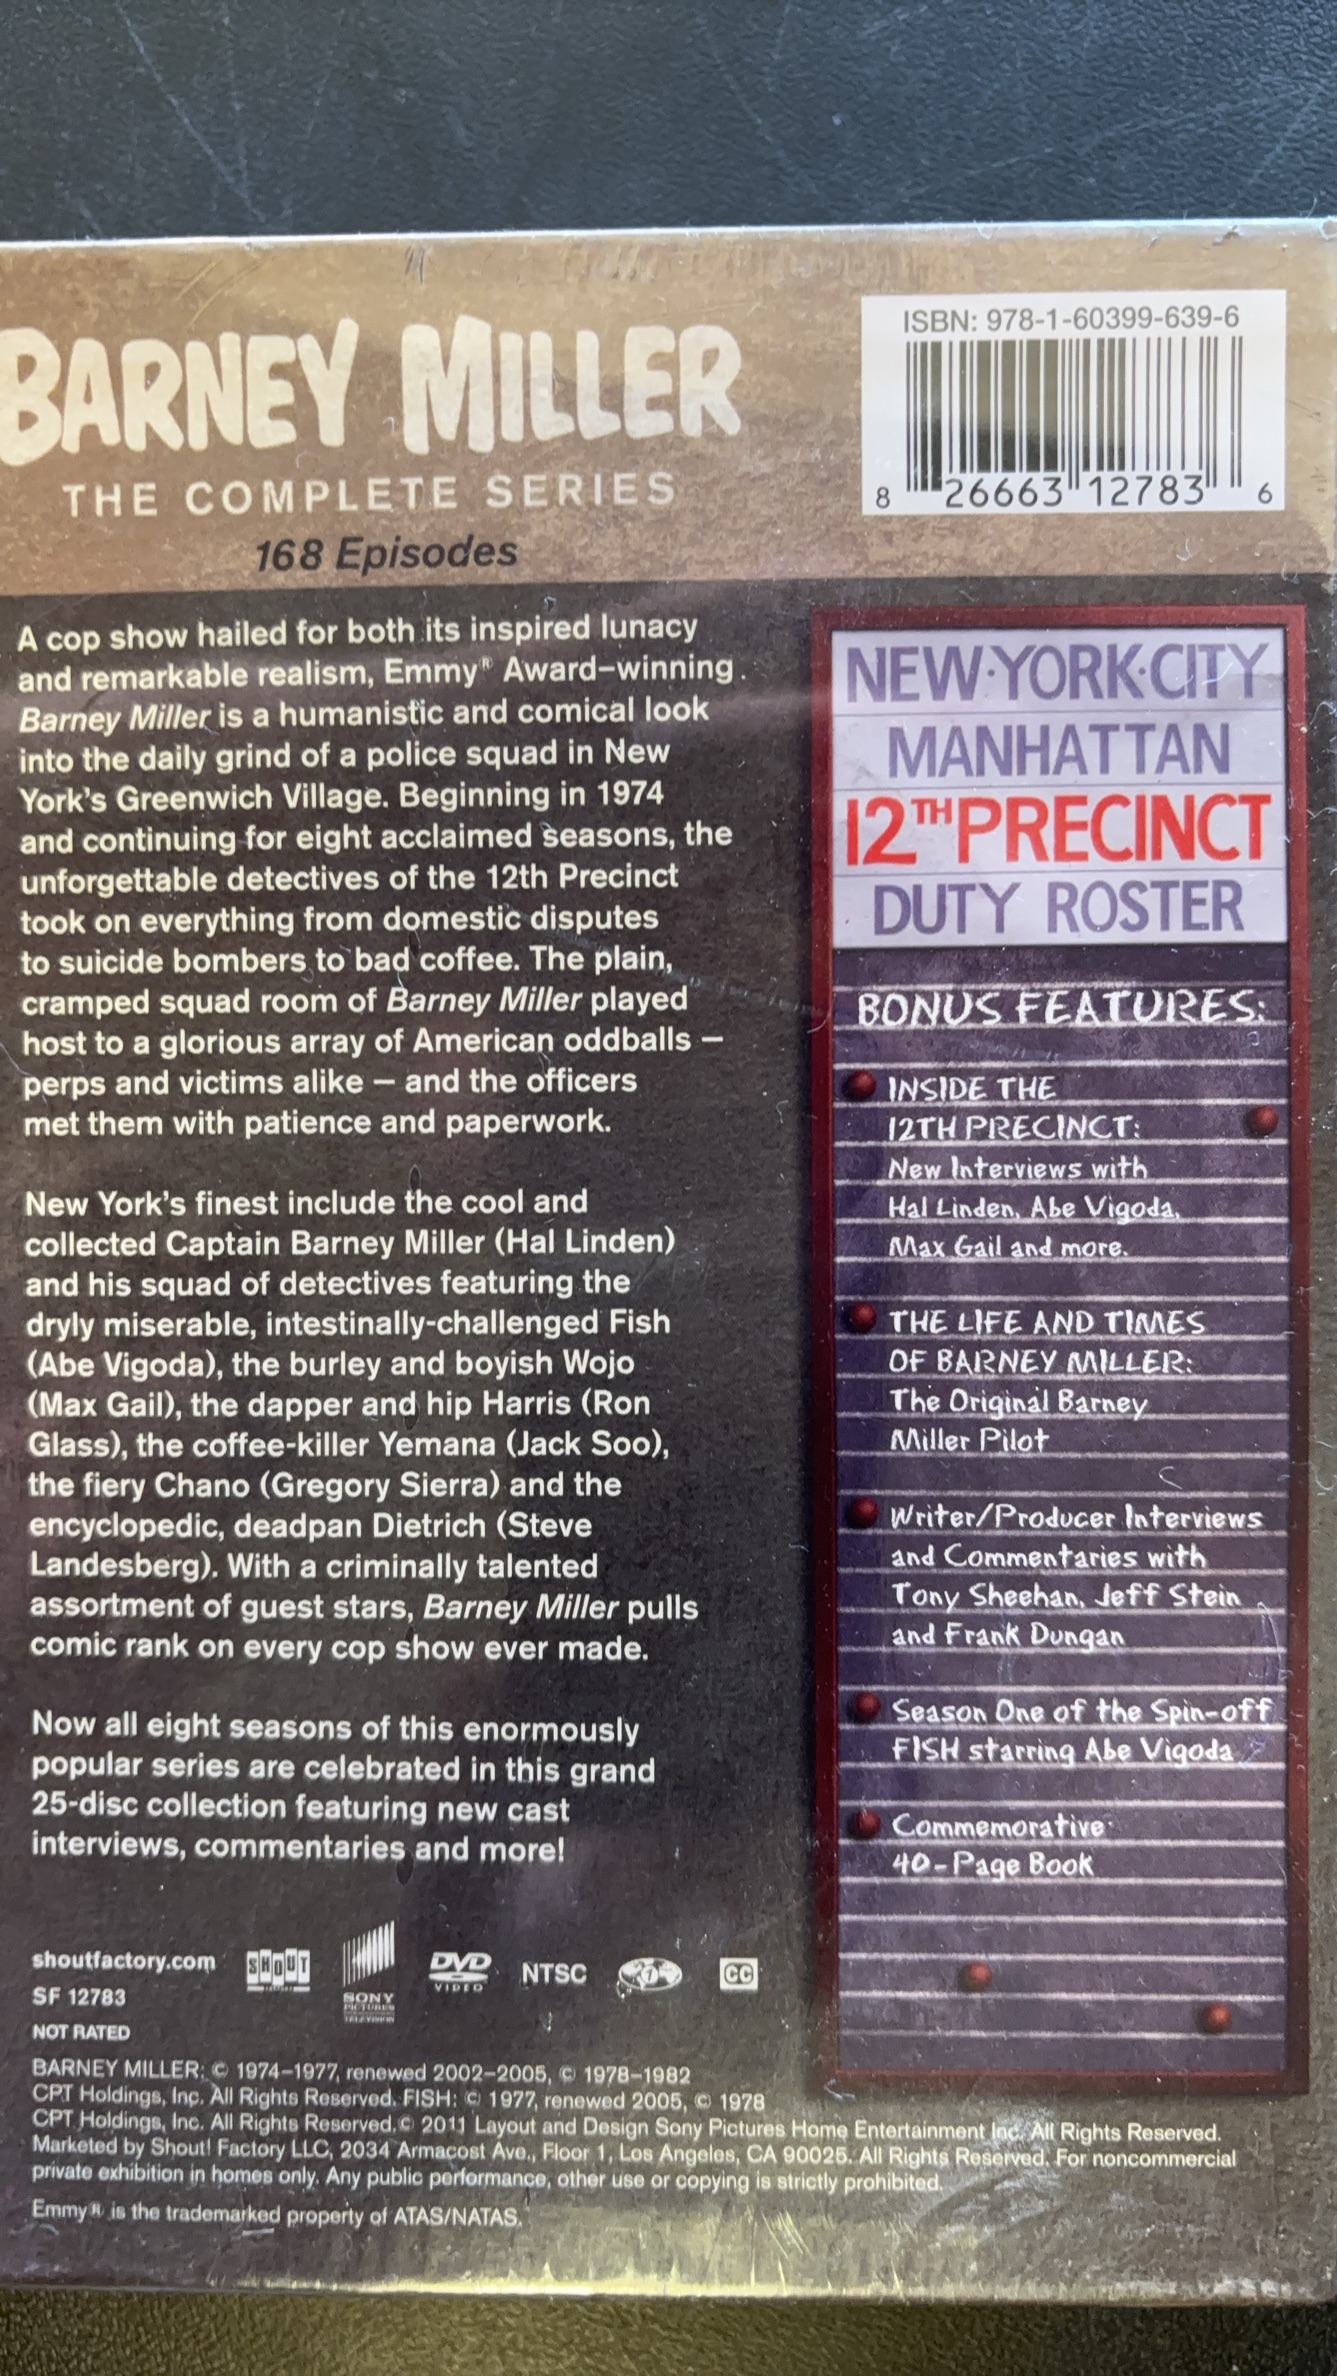 BARNEY MILLER
THE COMPLETE SERIES
168 Episodes
ISBN: 978-1-60399-639-6
8 26663 12783 6
A cop show hailed for both its inspired lunacy
and remarkable realism, Emmy® Award–winning
Barney Miller is a humanistic and comical look
into the daily grind of a police squad in New
York's Greenwich Village. Beginning in 1974
and continuing for eight acclaimed seasons, the
unforgettable detectives of the 12th Precinct
took on everything from domestic disputes
to suicide bombers to bad coffee. The plain,
cramped squad room of Barney Miller played
host to a glorious array of American oddballs –
perps and victims alike – and the officers
met them with patience and paperwork.
New York's finest include the cool and
collected Captain Barney Miller (Hal Linden)
and his squad of detectives featuring the
dryly miserable, intestinally-challenged Fish
(Abe Vigoda), the burley and boyish Wojo
(Max Gail), the dapper and hip Harris (Ron
Glass), the coffee-killer Yemana (Jack Soo),
the fiery Chano (Gregory Sierra) and the
encyclopedic, deadpan Dietrich (Steve
Landesberg). With a criminally talented
assortment of guest stars, Barney Miller pulls
comic rank on every cop show ever made.
Now all eight seasons of this enormously
popular series are celebrated in this grand
25-disc collection featuring new cast
interviews, commentaries and more!
NEW·YORK·CITY
MANHATTAN
12TH PRECINCT
DUTY ROSTER
BONUS FEATURES:
INSIDE THE
12TH PRECINCT:
New Interviews with
Hal Linden, Abe Vigoda,
Max Gail and more.
THE LIFE AND TIMES
OF BARNEY MILLER:
The Original Barney
Miller Pilot
Writer/Producer Interviews
and Commentaries with
Tony Sheehan, Jeff Stein
and Frank Dungan
Season One of the Spin-off
FISH starring Abe Vigoda
Commemorative
40-Page Book
shoutfactory.com
SHOUT FACTORY
SONY
PICTURES
TELEVISION
DVD
VIDEO
NTSC
1
CC
SF 12783
NOT RATED
BARNEY MILLER: © 1974–1977, renewed 2002–2005, © 1978–1982
CPT Holdings, Inc. All Rights Reserved. FISH: © 1977, renewed 2005, © 1978
CPT Holdings, Inc. All Rights Reserved. © 2011 Layout and Design Sony Pictures Home Entertainment Inc. All Rights Reserved.
Marketed by Shout! Factory LLC, 2034 Armacost Ave., Floor 1, Los Angeles, CA 90025. All Rights Reserved. For noncommercial
private exhibition in homes only. Any public performance, other use or copying is strictly prohibited.
Emmy® is the trademarked property of ATAS/NATAS.